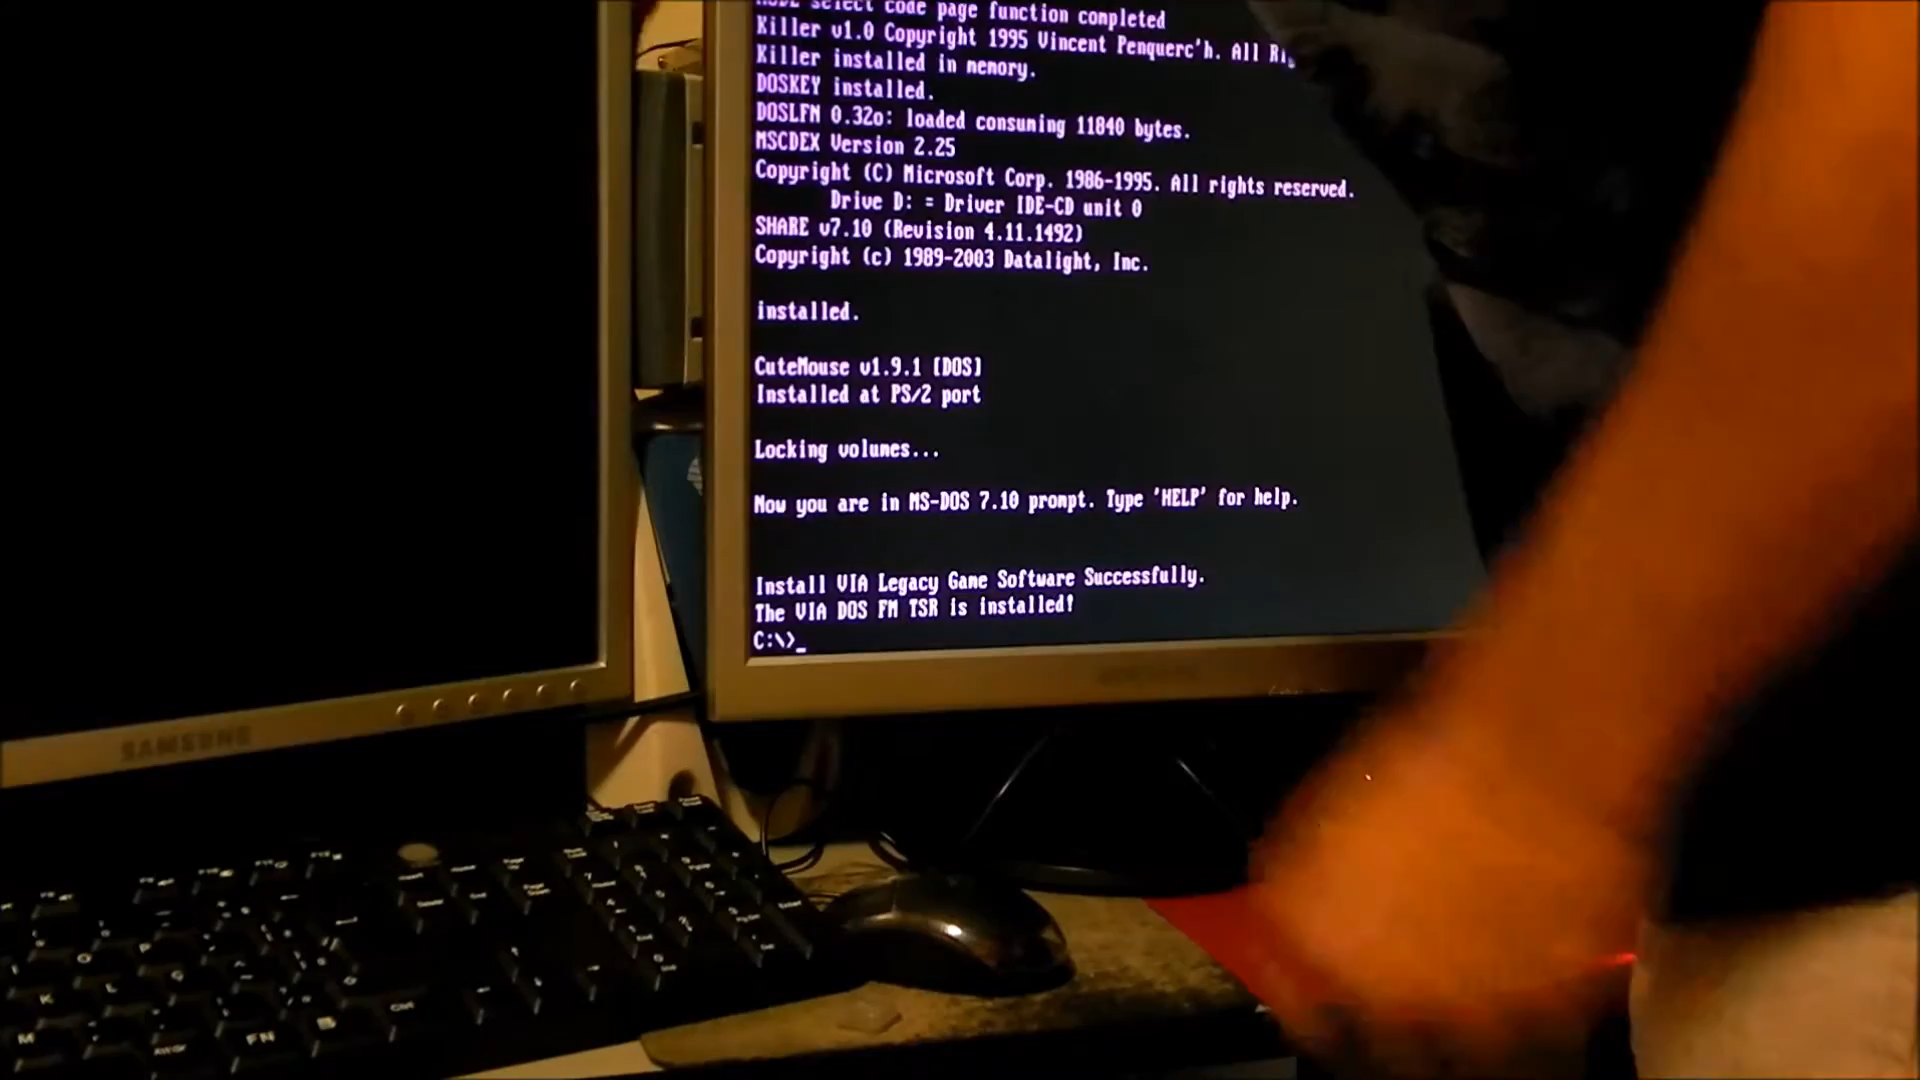 MODE select code page function completed
Killer v1.0 Copyright 1995 Vincent Penquerc'h. All
Killer installed in memory.
DOSKEY installed.
DOSLFN 0.32o: loaded consuming 11840 bytes.
MSCDEX Version 2.25
Copyright (C) Microsoft Corp. 1986-1995. All rights reserved.
Drive D: = Driver IDE-CD unit 0
SHARE v7.10 (Revision 4.11.1492)
Copyright (c) 1989-2003 Datalight, Inc.
installed.
CuteMouse v1.9.1 [DOS]
Installed at PS/2 port
Locking volumes...
Now you are in MS-DOS 7.10 prompt. Type 'HELP' for help.
Install VIA Legacy Game Software Successfully.
The VIA DOS FM TSR is installed!
C:\>_
SAMSUNG